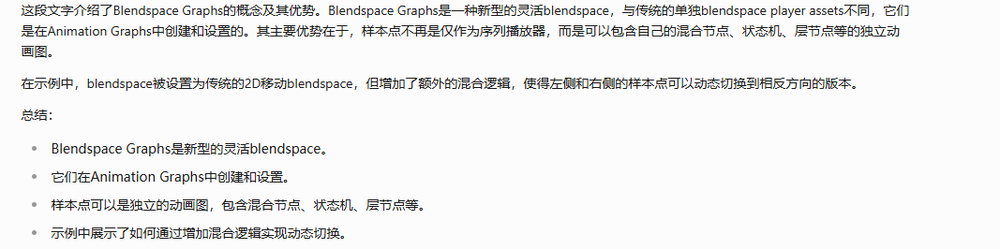 这段文字介绍了Blendspace Graphs的概念及其优势。Blendspace Graphs是一种新型的灵活blendspace，与传统的单独blendspace player assets不同，它们
是在Animation Graphs中创建和设置的。其主要优势在于，样本点不再是仅作为序列播放器，而是可以包含自己的混合节点、状态机、层节点等的独立动
画图。
在示例中，blendspace被设置为传统的2D移动blendspace，但增加了额外的混合逻辑，使得左侧和右侧的样本点可以动态切换到相反方向的版本。
总结：
• Blendspace Graphs是新型的灵活blendspace。
• 它们在Animation Graphs中创建和设置。
• 样本点可以是独立的动画图，包含混合节点、状态机、层节点等。
• 示例中展示了如何通过增加混合逻辑实现动态切换。